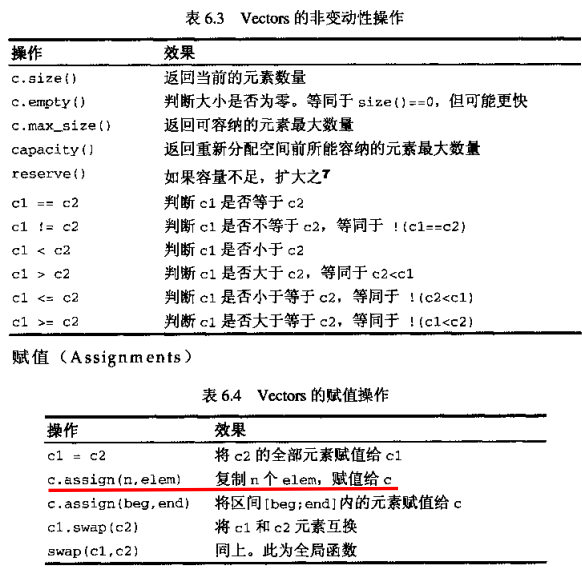 表 6.3 Vectors 的非变动性操作
操作 效果
c.size() 返回当前的元素数量
c.empty() 判断大小是否为零。等同于 size()==0，但可能更快
c.max_size() 返回可容纳的元素最大数量
capacity() 返回重新分配空间前所能容纳的元素最大数量
reserve() 如果容量不足，扩大之7
c1 == c2 判断 c1 是否等于 c2
c1 != c2 判断 c1 是否不等于 c2，等同于 !(c1==c2)
c1 < c2 判断 c1 是否小于 c2
c1 > c2 判断 c1 是否大于 c2，等同于 c2<c1
c1 <= c2 判断 c1 是否小于等于 c2，等同于 !(c2<c1)
c1 >= c2 判断 c1 是否大于等于 c2，等同于 !(c1<c2)
赋值（Assignments）
表 6.4 Vectors 的赋值操作
操作 效果
c1 = c2 将 c2 的全部元素赋值给 c1
c.assign(n,elem) 复制 n 个 elem，赋值给 c
c.assign(beg,end) 将区间 [beg;end] 内的元素赋值给 c
c1.swap(c2) 将 c1 和 c2 元素互换
swap(c1,c2) 同上。此为全局函数